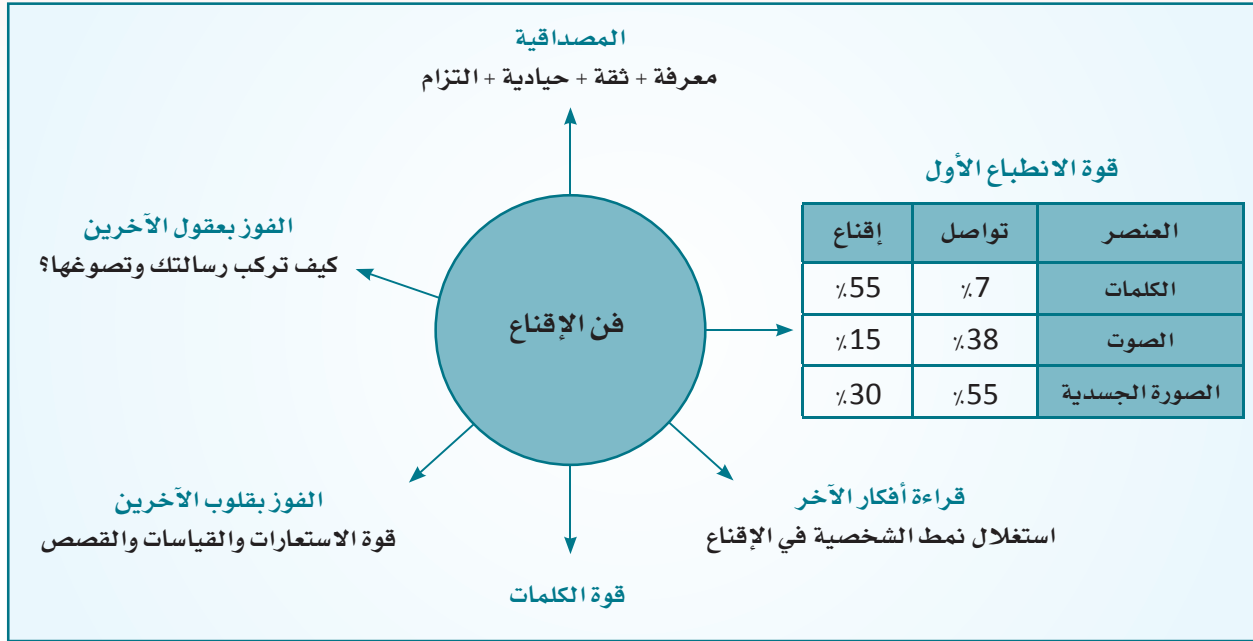 المصداقية
معرفة + ثقة + حيادية + التزام
قوة الانطباع الأول
العنصر تواصل إقناع
الكلمات 7٪ 55٪
الصوت 38٪ 15٪
الصورة الجسدية 55٪ 30٪
الفوز بعقول الآخرين
كيف تركب رسالتك وتصوغها؟
فن الإقناع
قراءة أفكار الآخر
استغلال نمط الشخصية في الإقناع
الفوز بقلوب الآخرين
قوة الاستعارات والقياسات والقصص
قوة الكلمات